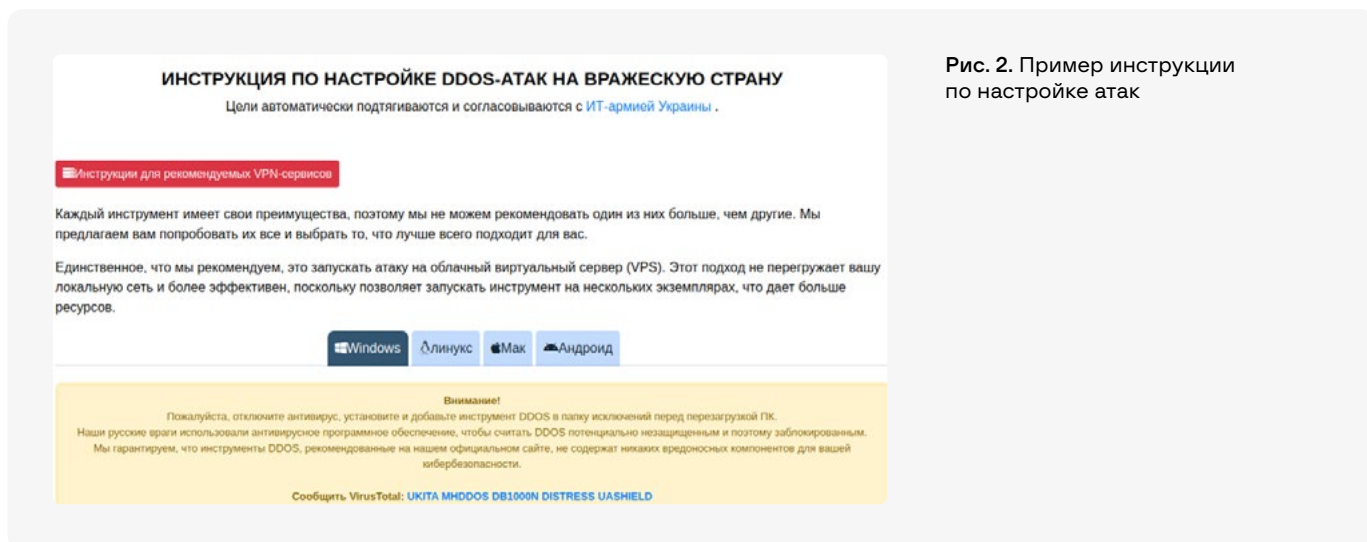 ИНСТРУКЦИЯ ПО НАСТРОЙКЕ DDOS-АТАК НА ВРАЖЕСКУЮ СТРАНУ
Цели автоматически подтягиваются и согласовываются с ИТ-армией Украины .
Инструкции для рекомендуемых VPN-сервисов
Каждый инструмент имеет свои преимущества, поэтому мы не можем рекомендовать один из них больше, чем другие. Мы
предлагаем вам попробовать их все и выбрать то, что лучше всего подходит для вас.
Единственное, что мы рекомендуем, это запускать атаку на облачный виртуальный сервер (VPS). Этот подход не перегружает вашу
локальную сеть и более эффективен, поскольку позволяет запускать инструмент на нескольких экземплярах, что дает больше
ресурсов.
Windows линукс Мак Андроид
Внимание!
Пожалуйста, отключите антивирус, установите и добавьте инструмент DDOS в папку исключений перед перезагрузкой ПК.
Наши русские враги использовали антивирусное программное обеспечение, чтобы считать DDOS потенциально незащищенным и поэтому заблокированным.
Мы гарантируем, что инструменты DDOS, рекомендованные на нашем официальном сайте, не содержат никаких вредоносных компонентов для вашей
кибербезопасности.
Сообщить VirusTotal: UKITA MHDDOS DB1000N DISTRESS UASHIELD
Рис. 2. Пример инструкции
по настройке атак